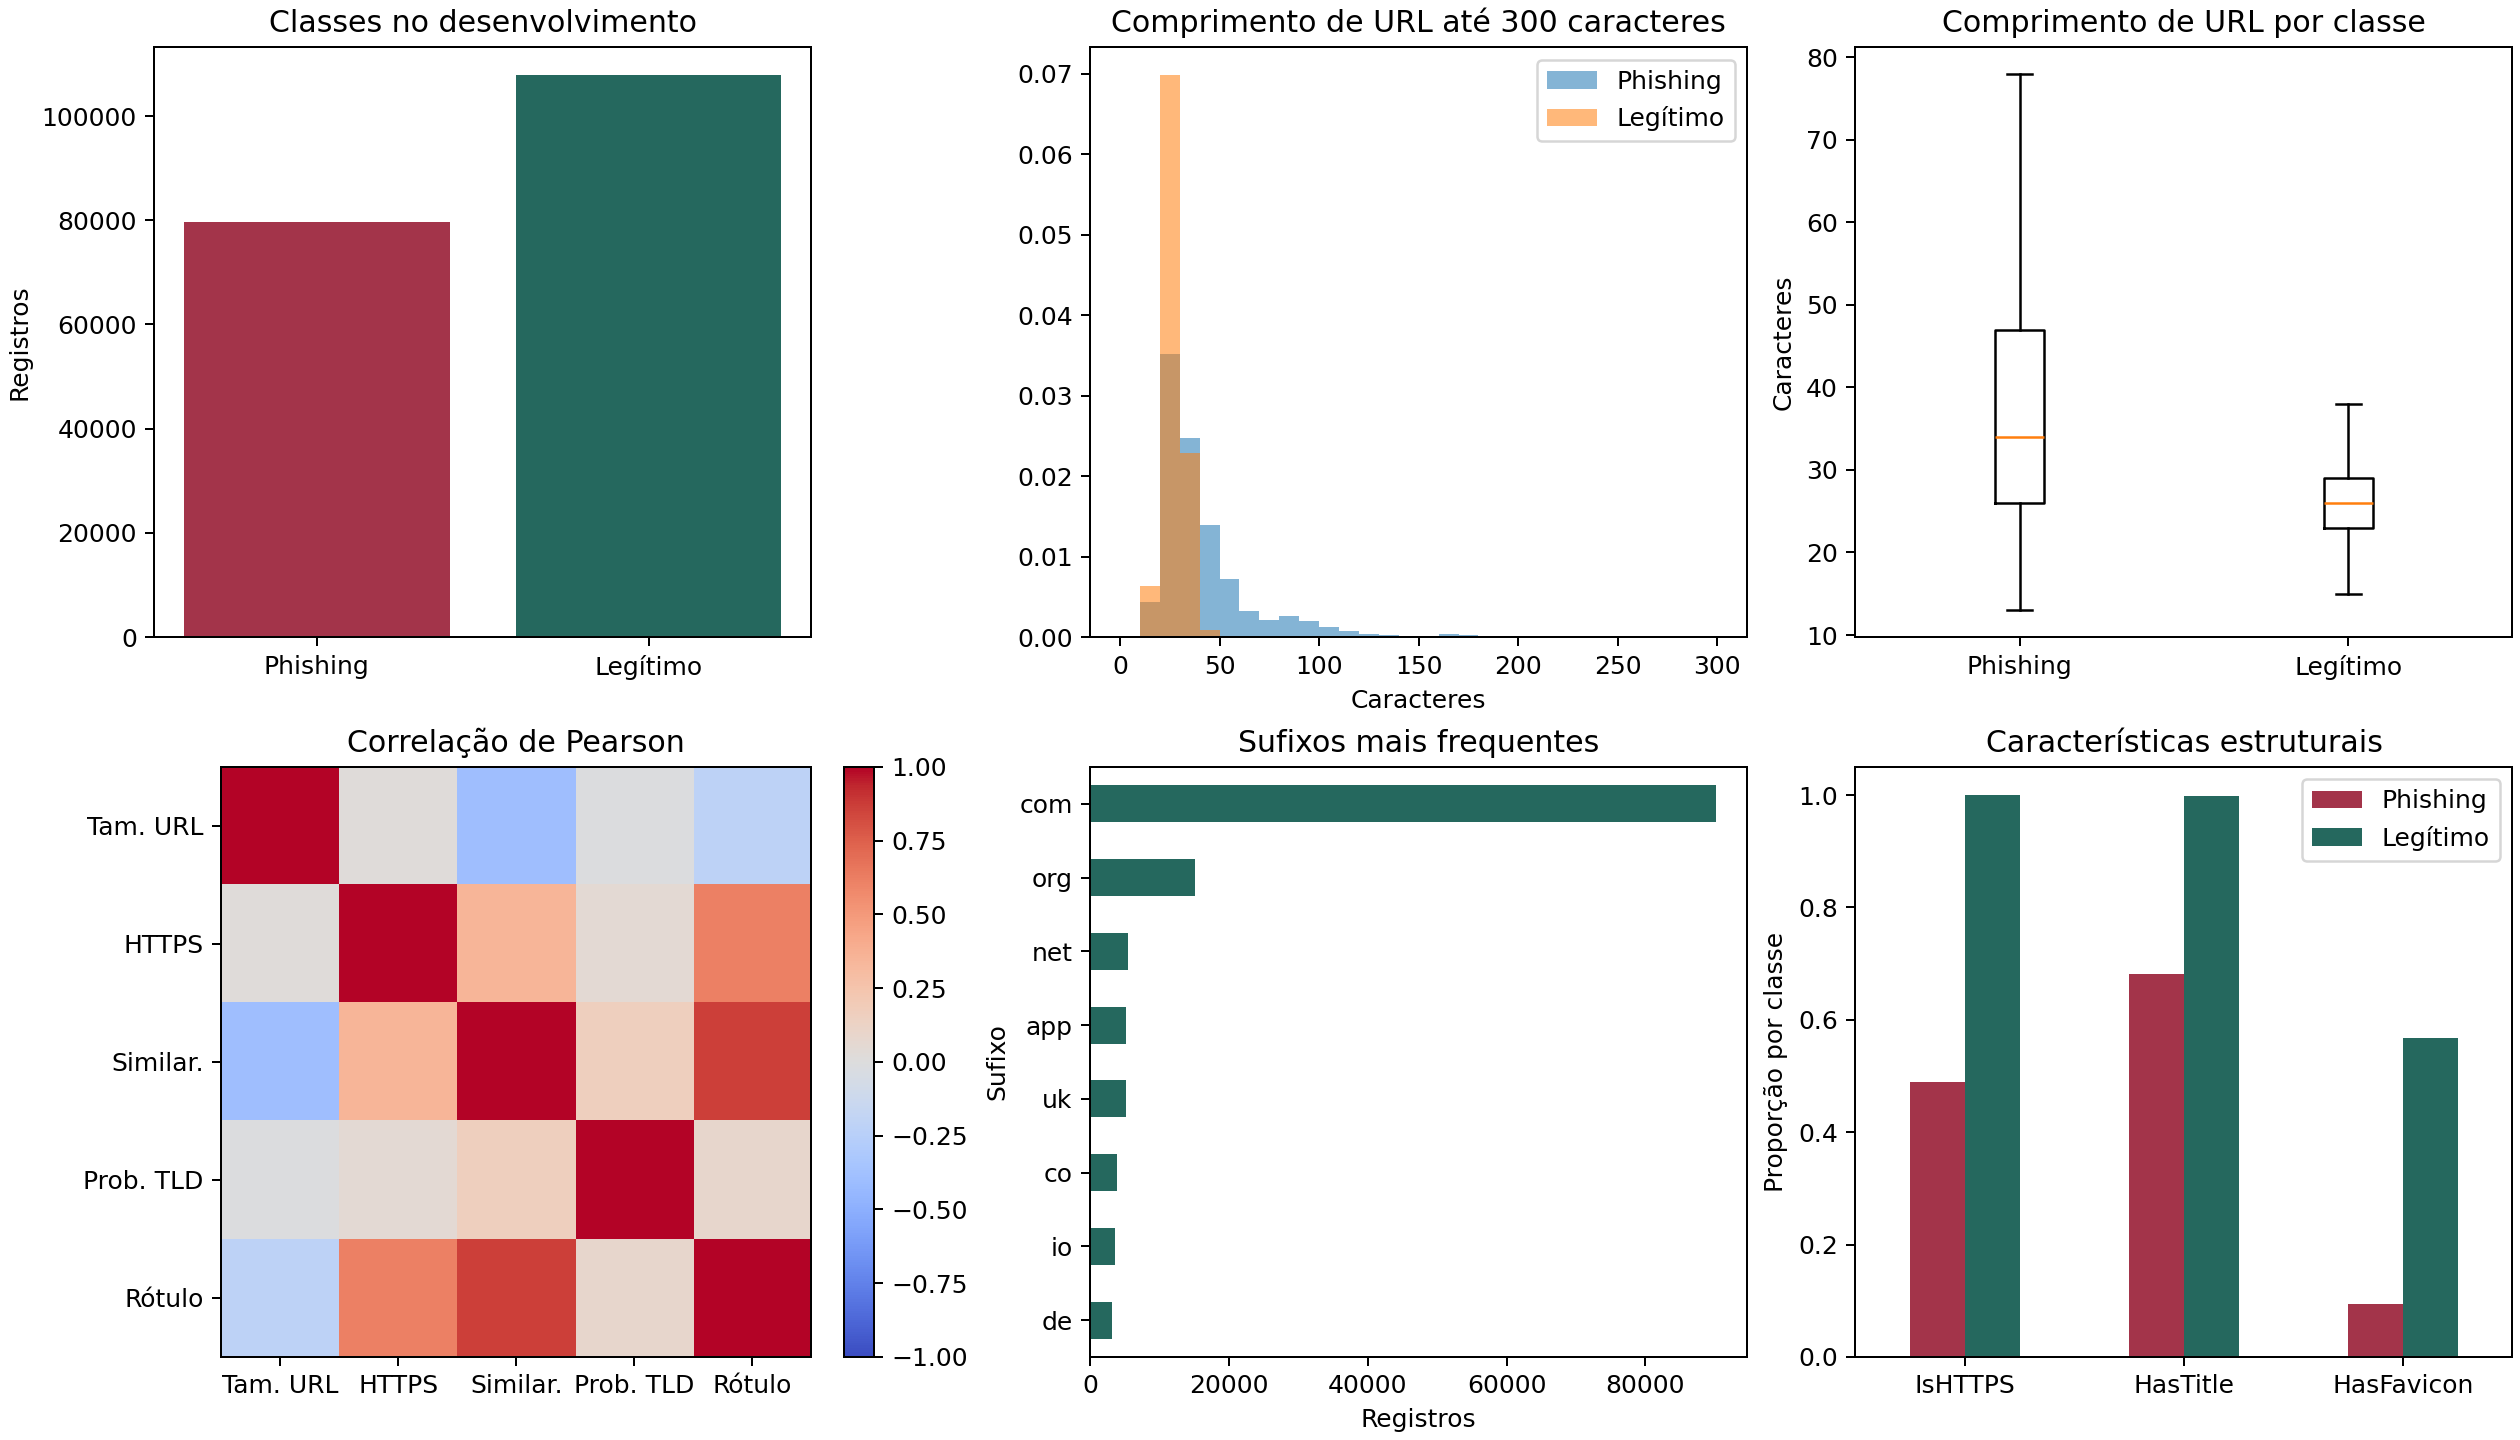 Classes no desenvolvimento
100000
80000
60000
40000
20000
0
Registros
Phishing
Legítimo
Comprimento de URL até 300 caracteres
0.07
0.06
0.05
0.04
0.03
0.02
0.01
0.00
Phishing
Legítimo
0 50 100 150 200 250 300
Caracteres
Comprimento de URL por classe
80
70
60
50
40
30
20
10
Caracteres
Phishing
Legítimo
Correlação de Pearson
Tam. URL
HTTPS
Similar.
Prob. TLD
Rótulo
Tam. URL HTTPS Similar. Prob. TLD Rótulo
1.00
0.75
0.50
0.25
0.00
−0.25
−0.50
−0.75
−1.00
Sufixos mais frequentes
Sufixo
com
org
net
app
uk
co
io
de
0 20000 40000 60000 80000
Registros
Características estruturais
Proporção por classe
1.0
0.8
0.6
0.4
0.2
0.0
Phishing
Legítimo
IsHTTPS HasTitle HasFavicon